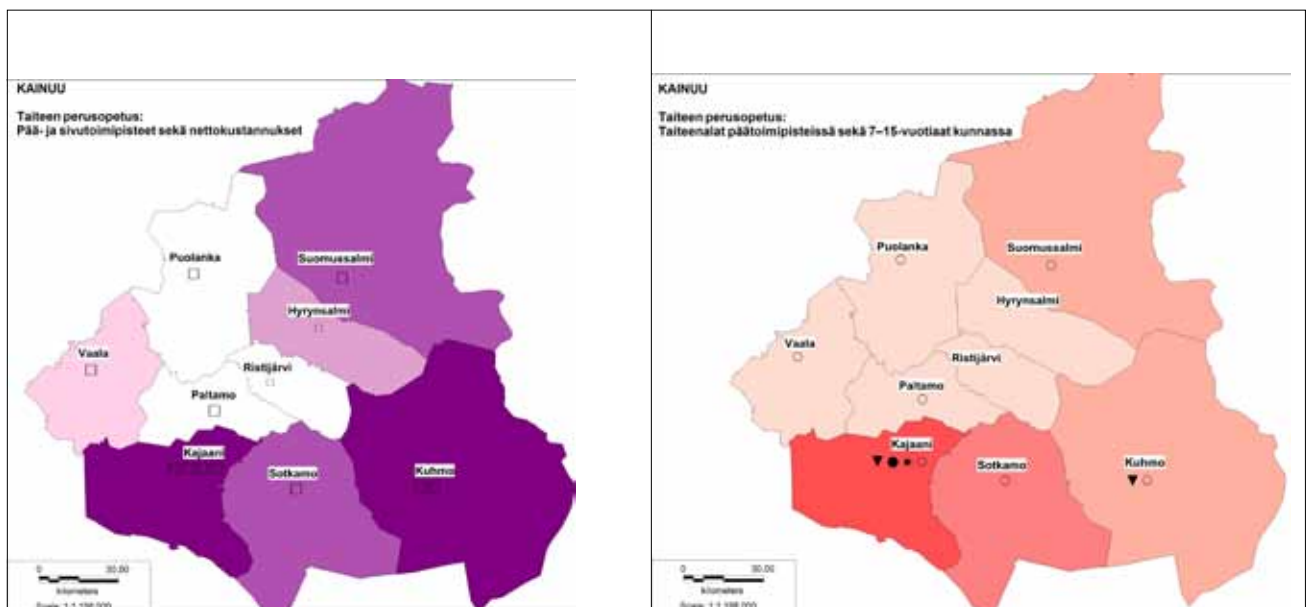 KAINUU
Taiteen perusopetus:
Pää- ja sivutoimipisteet sekä nettokustannukset
Puolanka
Suomussalmi
Hyrynsalmi
Vaala
Ristijärvi
Paltamo
Kajaani
Sotkamo
Kuhmo
0 30.00
kilometers
KAINUU
Taiteen perusopetus:
Taiteenalat päätoimipisteissä sekä 7–15-vuotiaat kunnassa
Puolanka
Suomussalmi
Hyrynsalmi
Vaala
Ristijärvi
Paltamo
Kajaani
Sotkamo
Kuhmo
0 30.00
kilometers